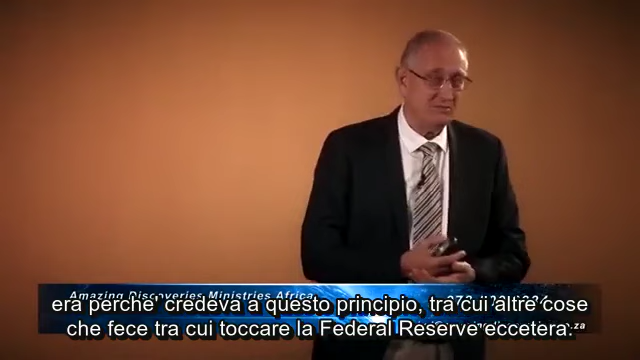 Amazing Discoveries Ministries Africa
era perche' credeva a questo principio, tra cui altre cose
che fece tra cui toccare la Federal Reserve eccetera.